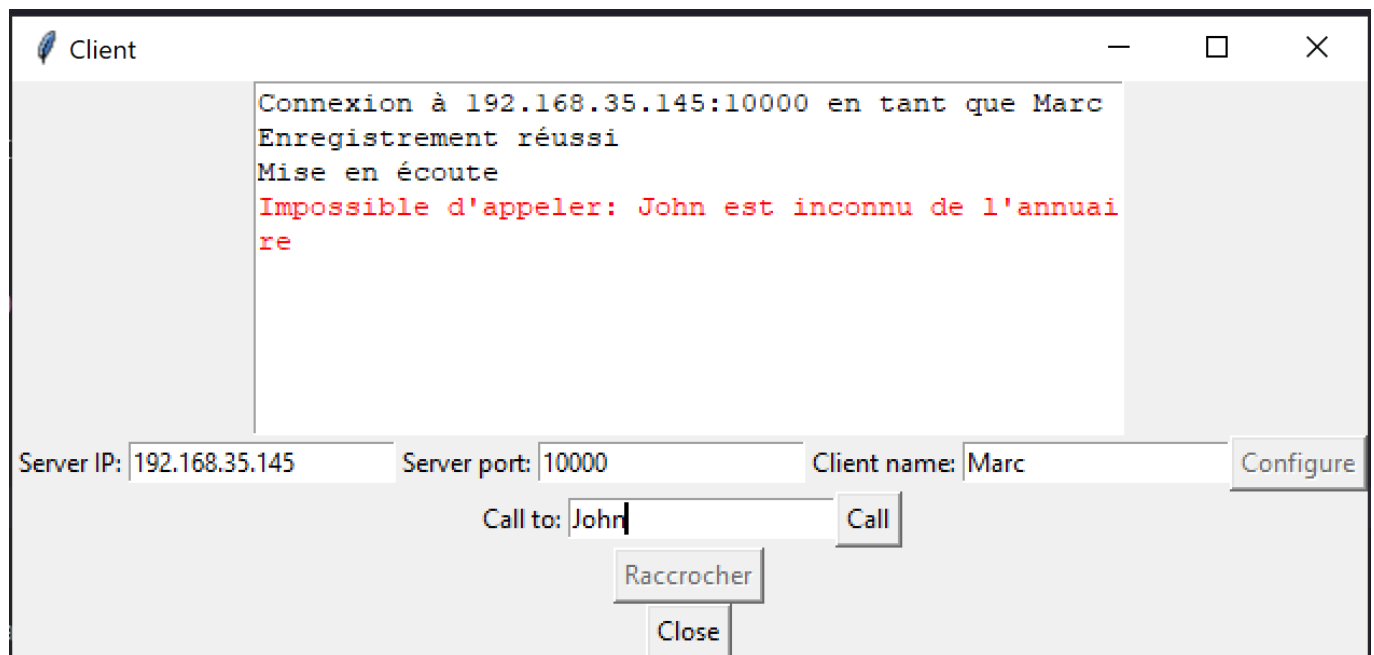 Client
Connexion à 192.168.35.145:10000 en tant que Marc
Enregistrement réussi
Mise en écoute
Impossible d'appeler: John est inconnu de l'annuai
re
Server IP: 192.168.35.145 Server port: 10000 Client name: Marc Configure
Call to: John Call
Raccrocher
Close